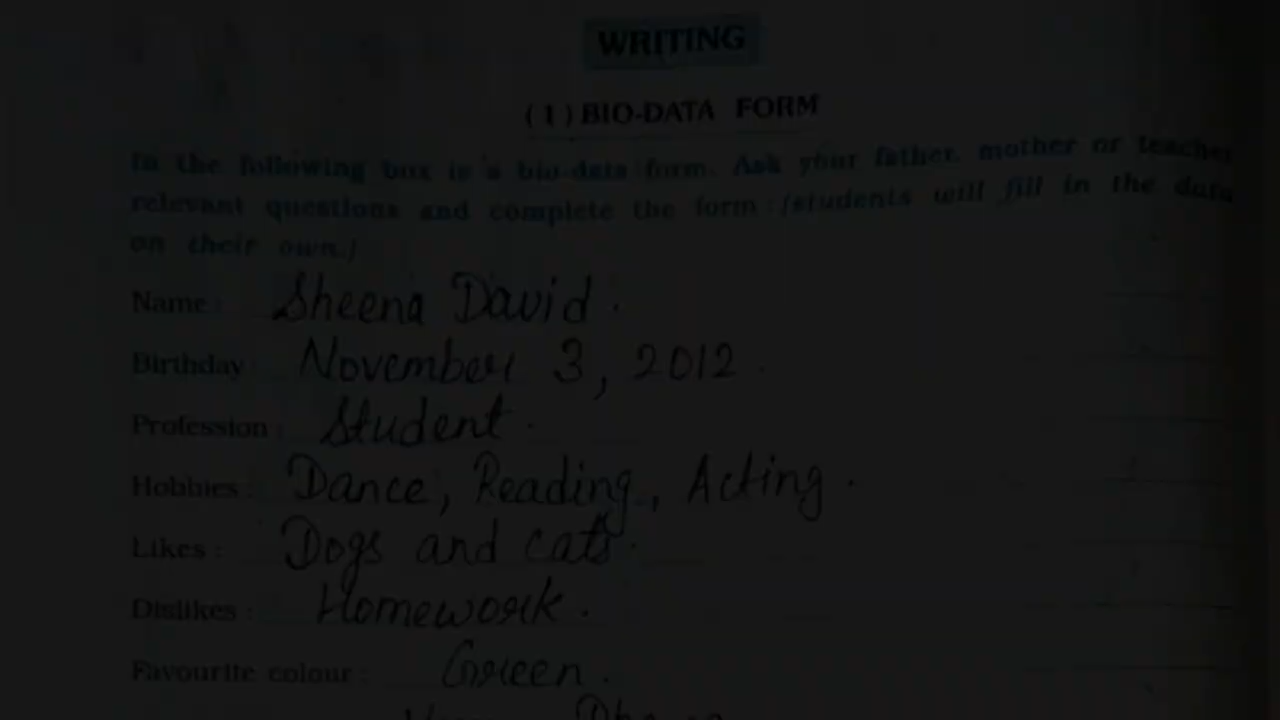 WRITING
(1) BIO-DATA FORM
In the following box is a bio-data form. Ask your father, mother or teacher
relevant questions and complete the form : (students will fill in the data
on their own.)
Name : Sheena David.
Birthday : November 3, 2012.
Profession : Student.
Hobbies : Dance, Reading, Acting.
Likes : Dogs and cats.
Dislikes : Homework.
Favourite colour : Green.